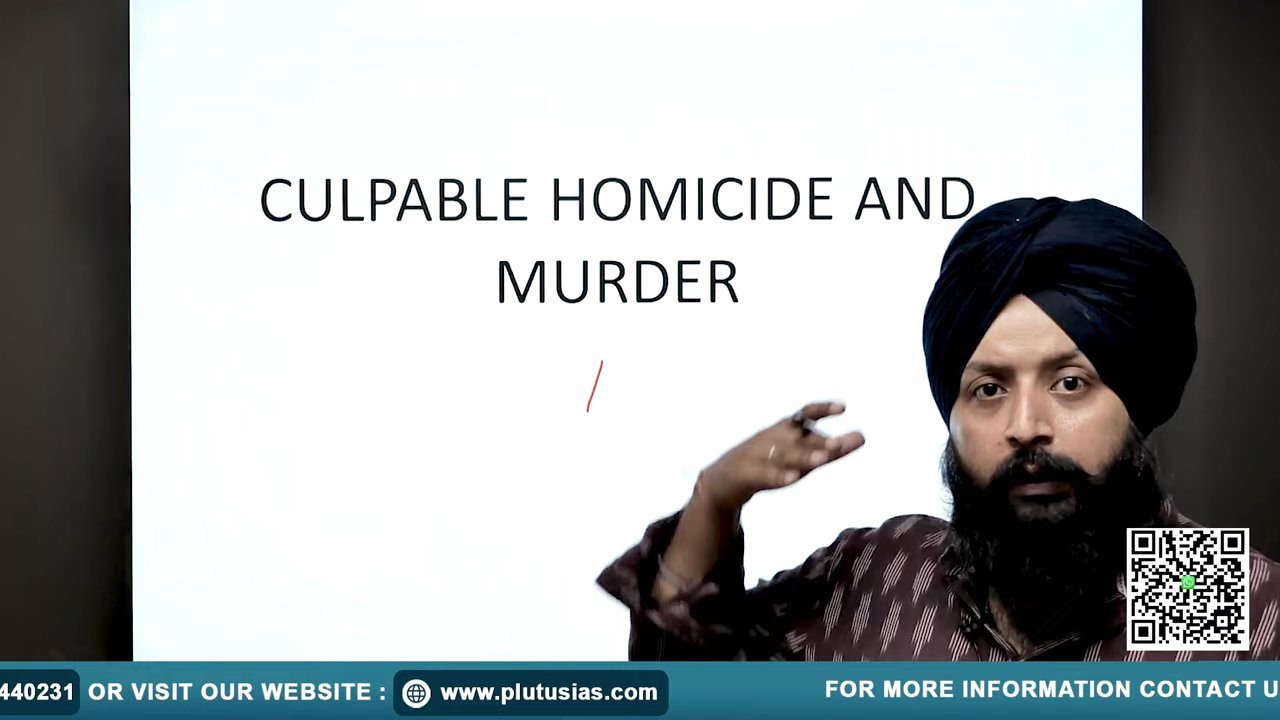 CULPABLE HOMICIDE AND
MURDER
440231 OR VISIT OUR WEBSITE : www.plutusias.com FOR MORE INFORMATION CONTACT U